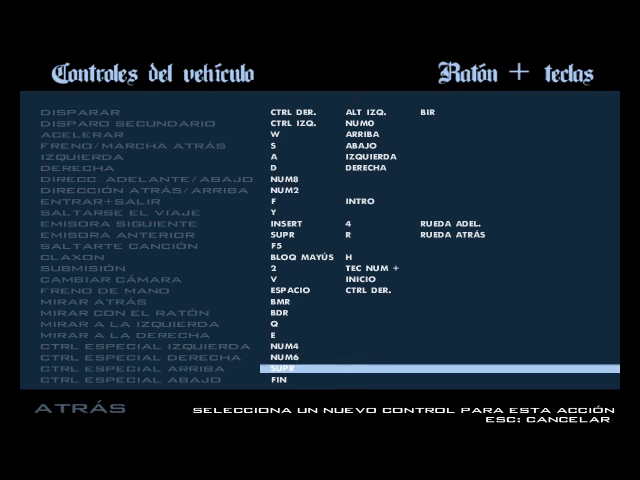 Controles del vehículo Ratón + teclas
DISPARAR CTRL DER. ALT IZQ. BIR
DISPARO SECUNDARIO CTRL IZQ. NUM0
ACELERAR W ARRIBA
FRENO/MARCHA ATRÁS S ABAJO
IZQUIERDA A IZQUIERDA
DERECHA D DERECHA
DIRECC. ADELANTE/ABAJO NUM8
DIRECCIÓN ATRÁS/ARRIBA NUM2
ENTRAR+SALIR F INTRO
SALTARSE EL VIAJE Y
EMISORA SIGUIENTE INSERT 4 RUEDA ADEL.
EMISORA ANTERIOR SUPR R RUEDA ATRÁS
SALTARTE CANCIÓN F5
CLAXON BLOQ MAYÚS H
SUBMISIÓN 2 TEC NUM +
CAMBIAR CÁMARA V INICIO
FRENO DE MANO ESPACIO CTRL DER.
MIRAR ATRÁS BMR
MIRAR CON EL RATÓN BDR
MIRAR A LA IZQUIERDA Q
MIRAR A LA DERECHA E
CTRL ESPECIAL IZQUIERDA NUM4
CTRL ESPECIAL DERECHA NUM6
CTRL ESPECIAL ARRIBA SUPR
CTRL ESPECIAL ABAJO FIN
ATRÁS SELECCIONA UN NUEVO CONTROL PARA ESTA ACCIÓN
ESC: CANCELAR